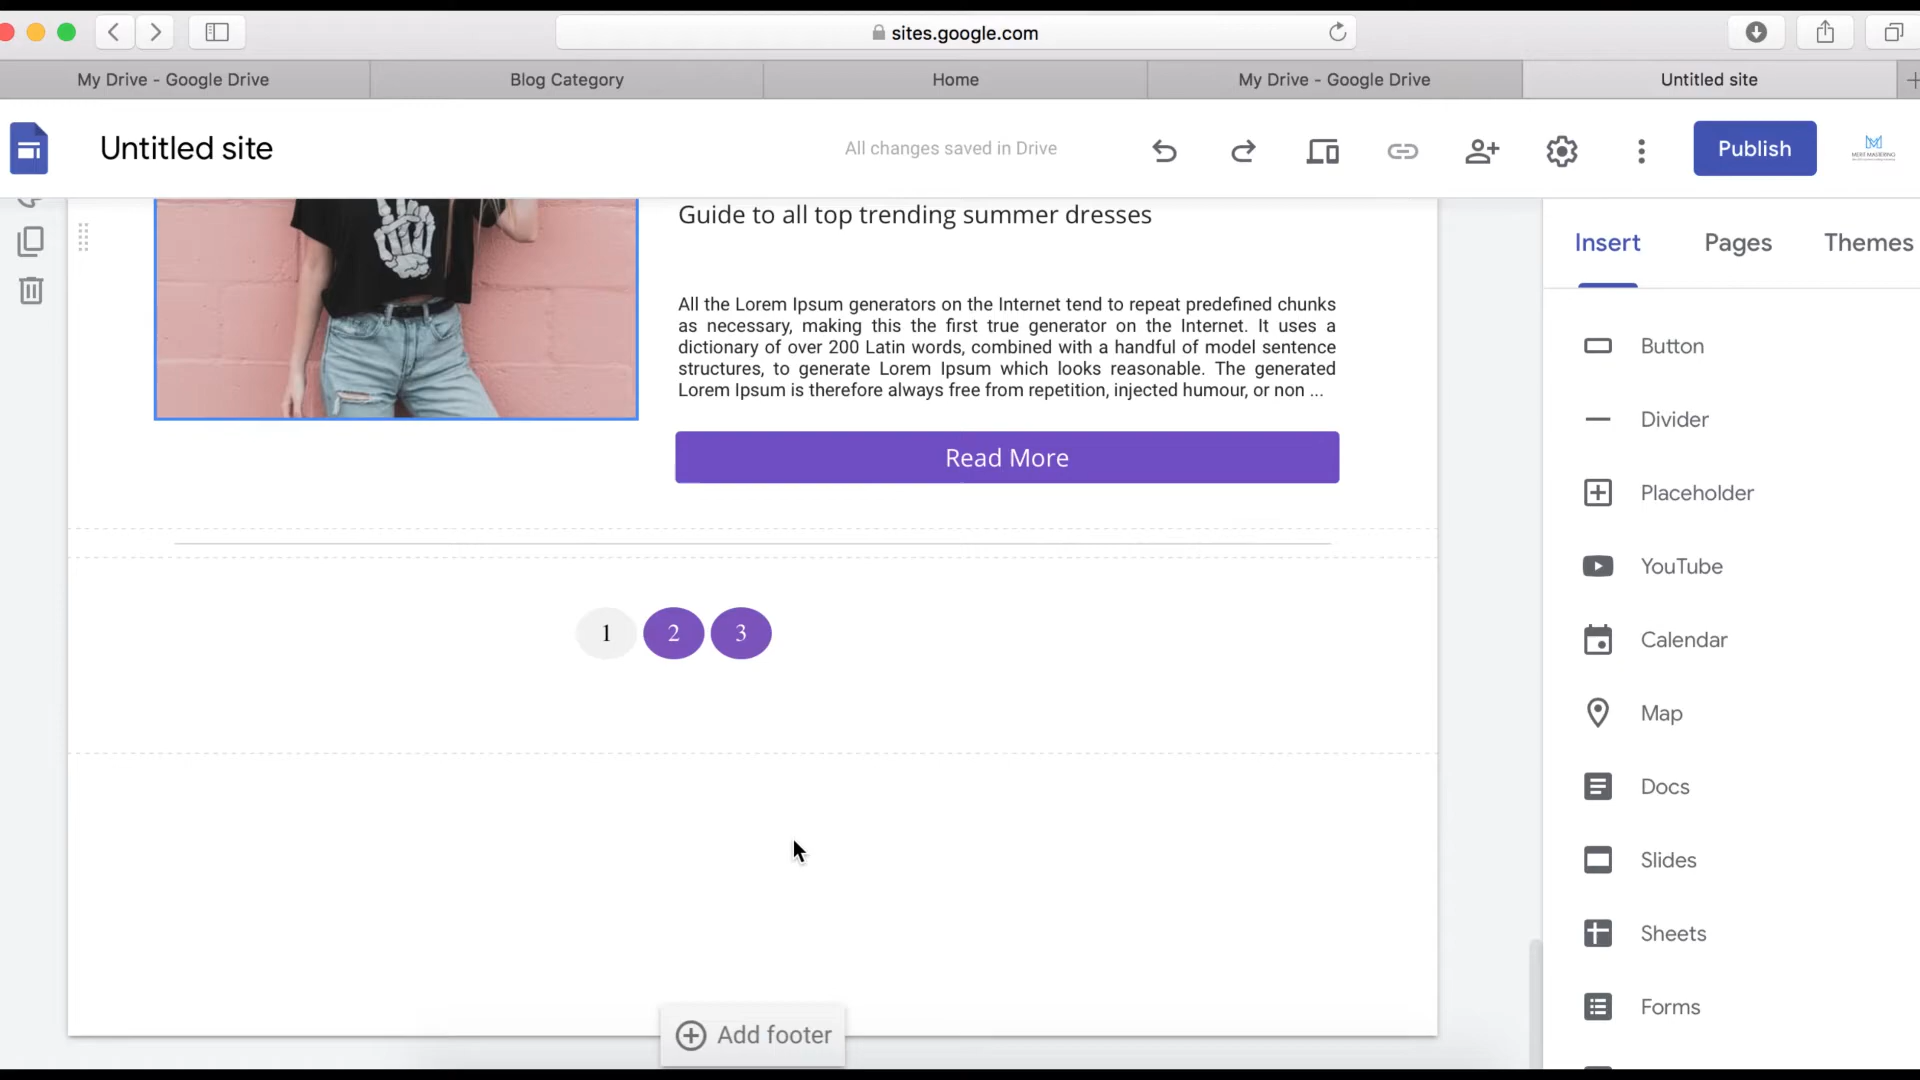 sites.google.com
My Drive - Google Drive
Blog Category
Home
My Drive - Google Drive
Untitled site
Untitled site
All changes saved in Drive
Publish
Guide to all top trending summer dresses
All the Lorem Ipsum generators on the Internet tend to repeat predefined chunks
as necessary, making this the first true generator on the Internet. It uses a
dictionary of over 200 Latin words, combined with a handful of model sentence
structures, to generate Lorem Ipsum which looks reasonable. The generated
Lorem Ipsum is therefore always free from repetition, injected humour, or non ...
Read More
1 2 3
Add footer
Insert
Pages
Themes
Button
Divider
Placeholder
YouTube
Calendar
Map
Docs
Slides
Sheets
Forms